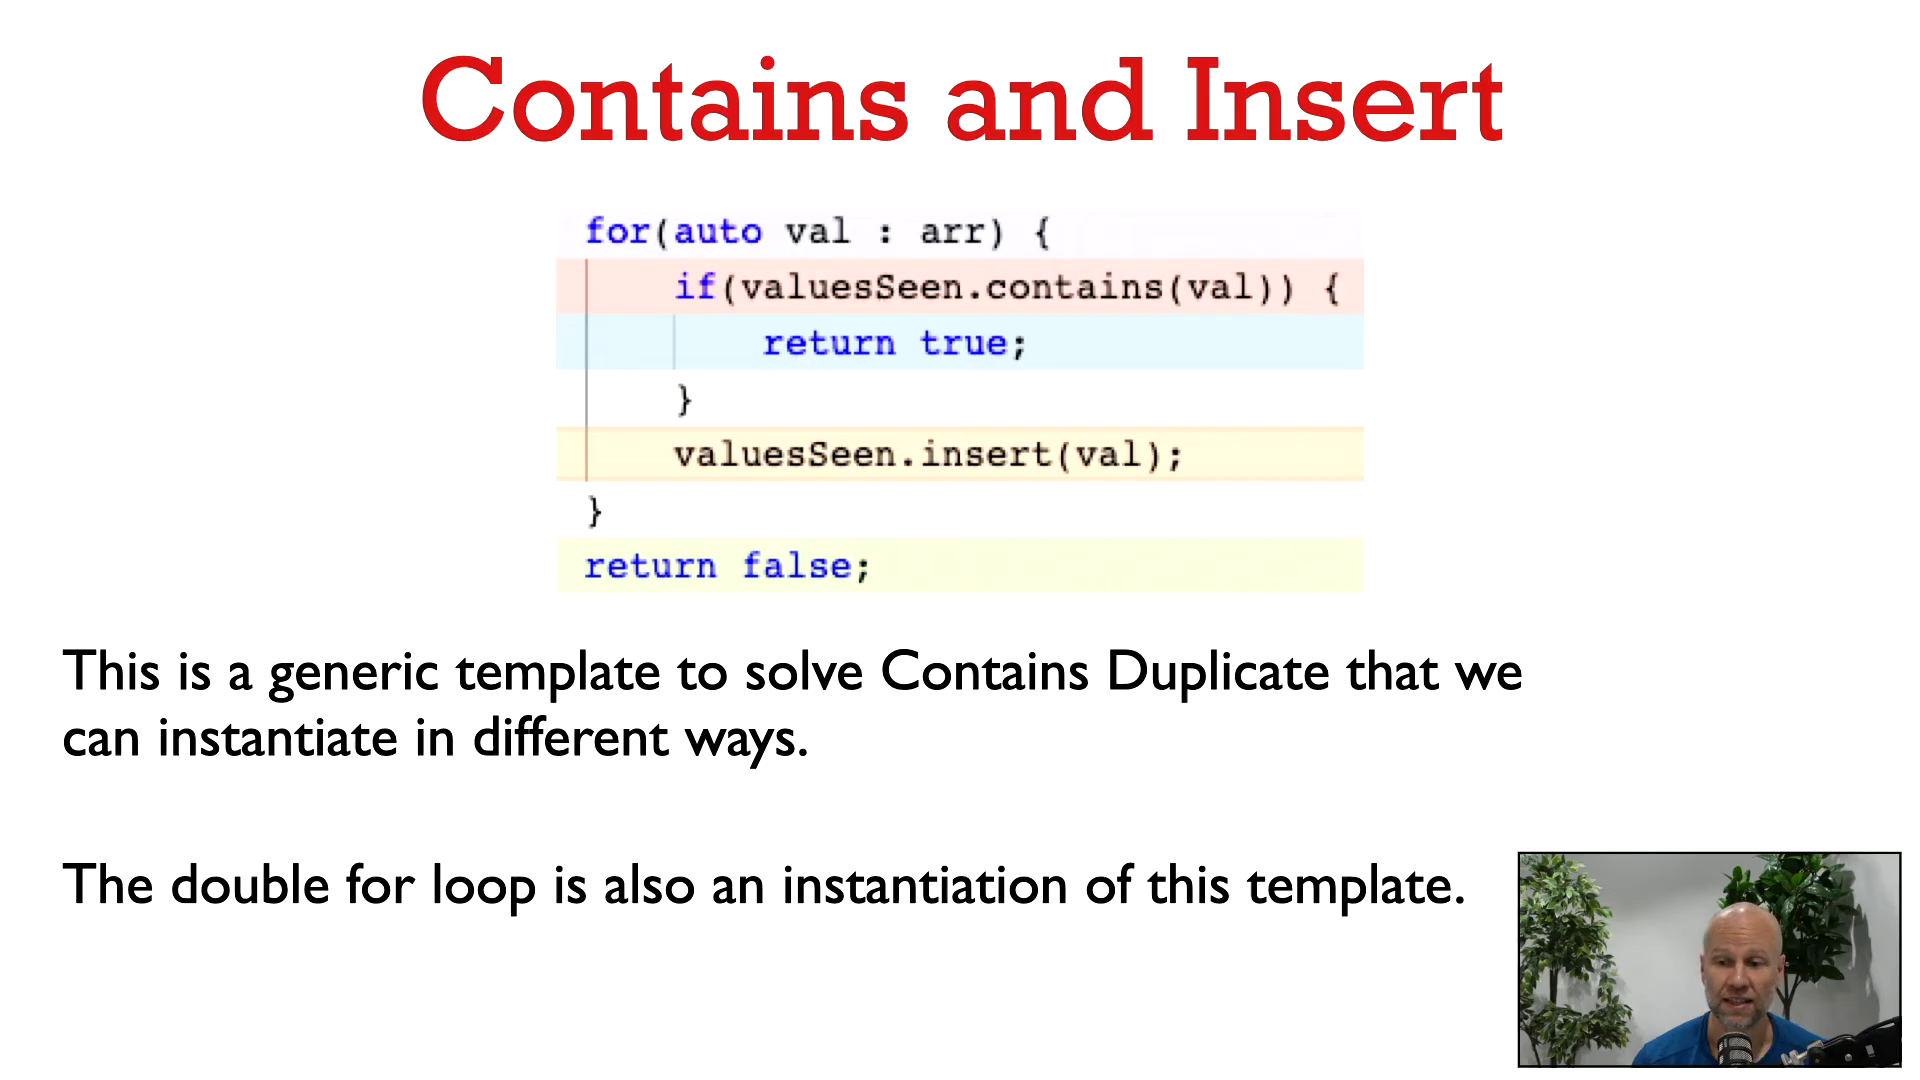 Contains and Insert
for(auto val : arr) {
if(valuesSeen.contains(val)) {
return true;
}
valuesSeen.insert(val);
}
return false;
This is a generic template to solve Contains Duplicate that we
can instantiate in different ways.
The double for loop is also an instantiation of this template.